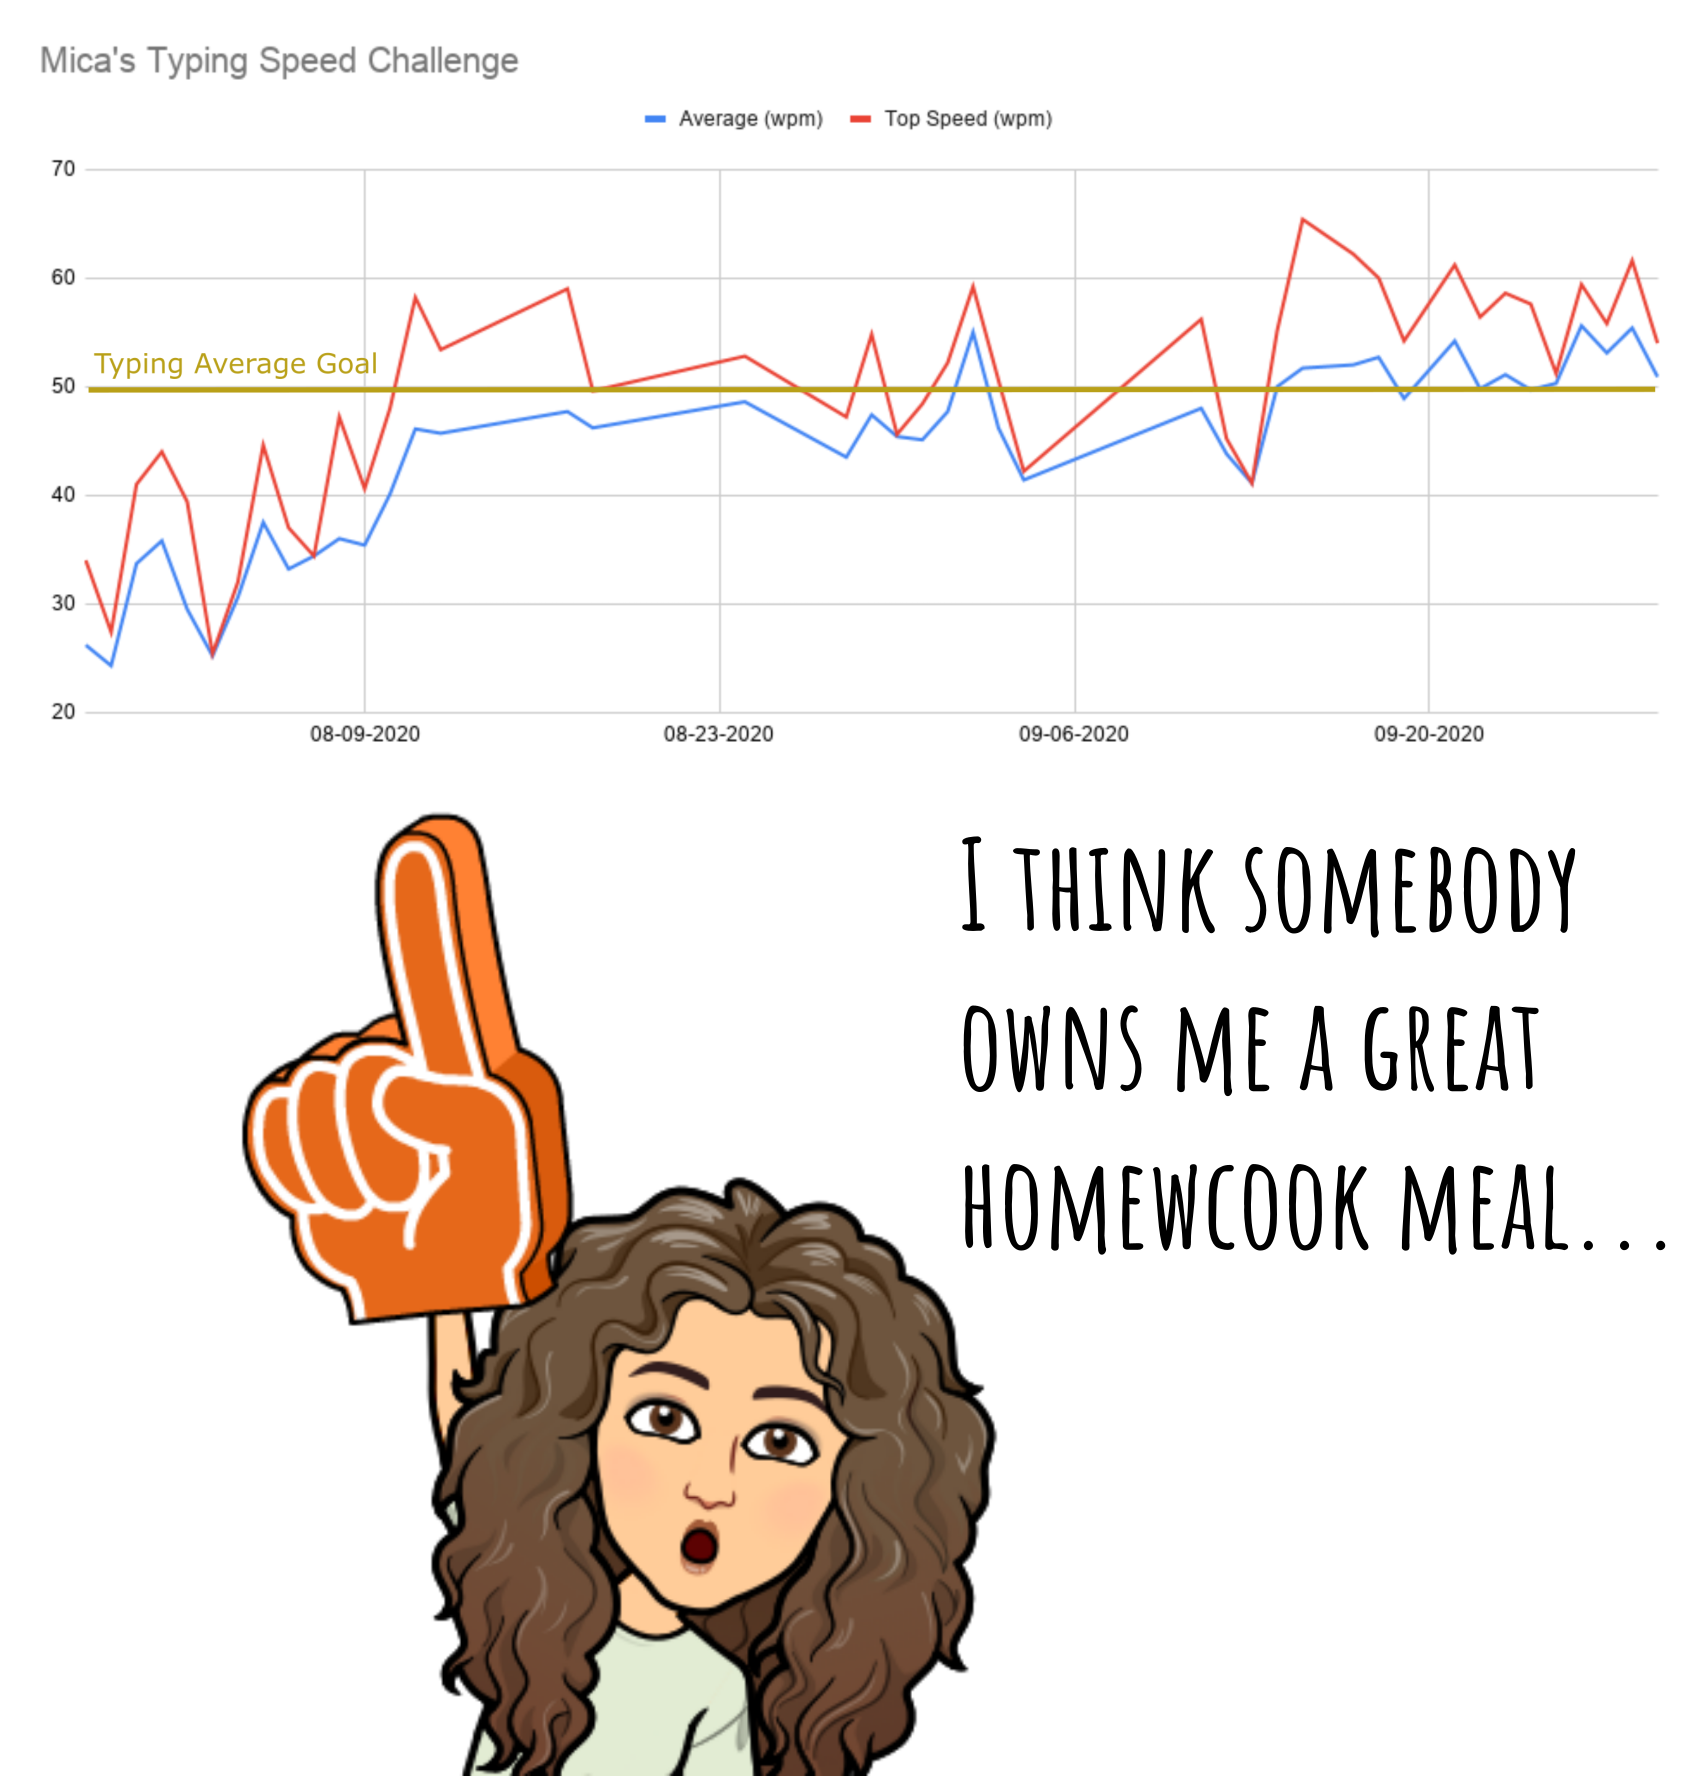 Mica's Typing Speed Challenge
Average (wpm) Top Speed (wpm)
70
60
Typing Average Goal
50
40
30
20
08-09-2020 08-23-2020 09-06-2020 09-20-2020
I THINK SOMEBODY
OWNS ME A GREAT
HOMEWCOOK MEAL...